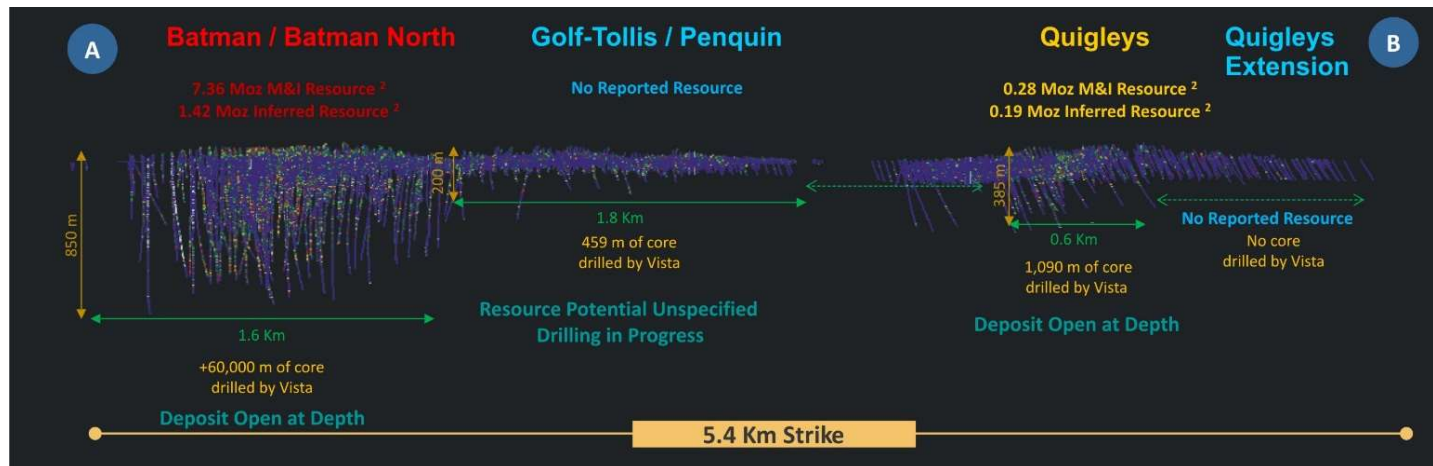 A
Batman / Batman North
7.36 Moz M&I Resource 2
1.42 Moz Inferred Resource 2
850 m
1.6 Km
+60,000 m of core
drilled by Vista
Deposit Open at Depth
Golf-Tollis / Penquin
No Reported Resource
200 m
1.8 Km
459 m of core
drilled by Vista
Resource Potential Unspecified
Drilling in Progress
Quigleys
0.28 Moz M&I Resource 2
0.19 Moz Inferred Resource 2
385 m
0.6 Km
1,090 m of core
drilled by Vista
Deposit Open at Depth
Quigleys
Extension
B
No Reported Resource
No core
drilled by Vista
5.4 Km Strike